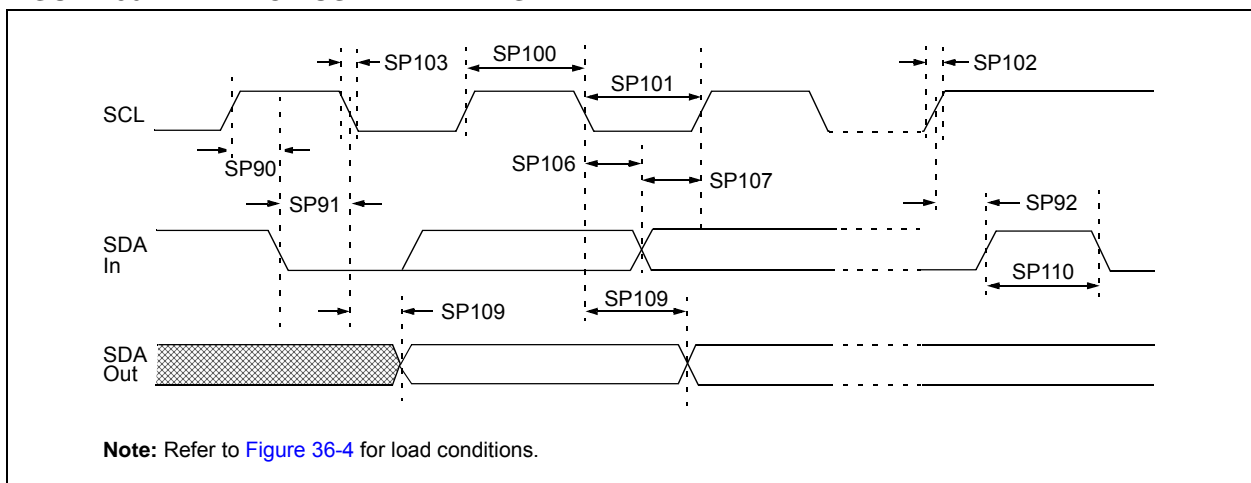 SP103
SP100
SP102
SP101
SCL
SP90
SP106
SP107
SP91
SP92
SDA
In
SP110
SP109
SP109
SDA
Out
Note: Refer to Figure 36-4 for load conditions.